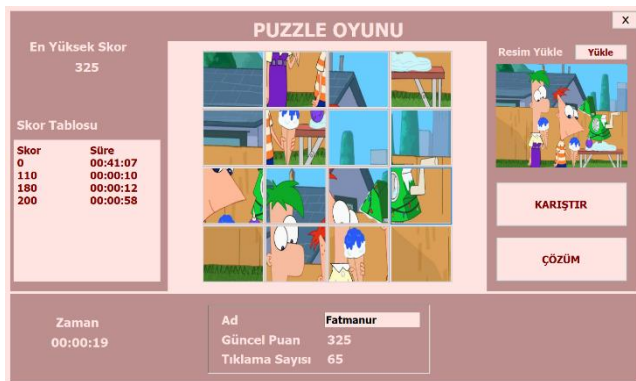 PUZZLE OYUNU
X
En Yüksek Skor
325
Skor Tablosu
Skor Süre
0 00:41:07
110 00:00:10
180 00:00:12
200 00:00:58
Resim Yükle Yükle
KARIŞTIR
ÇÖZÜM
Zaman
00:00:19
Ad Fatmanur
Güncel Puan 325
Tıklama Sayısı 65